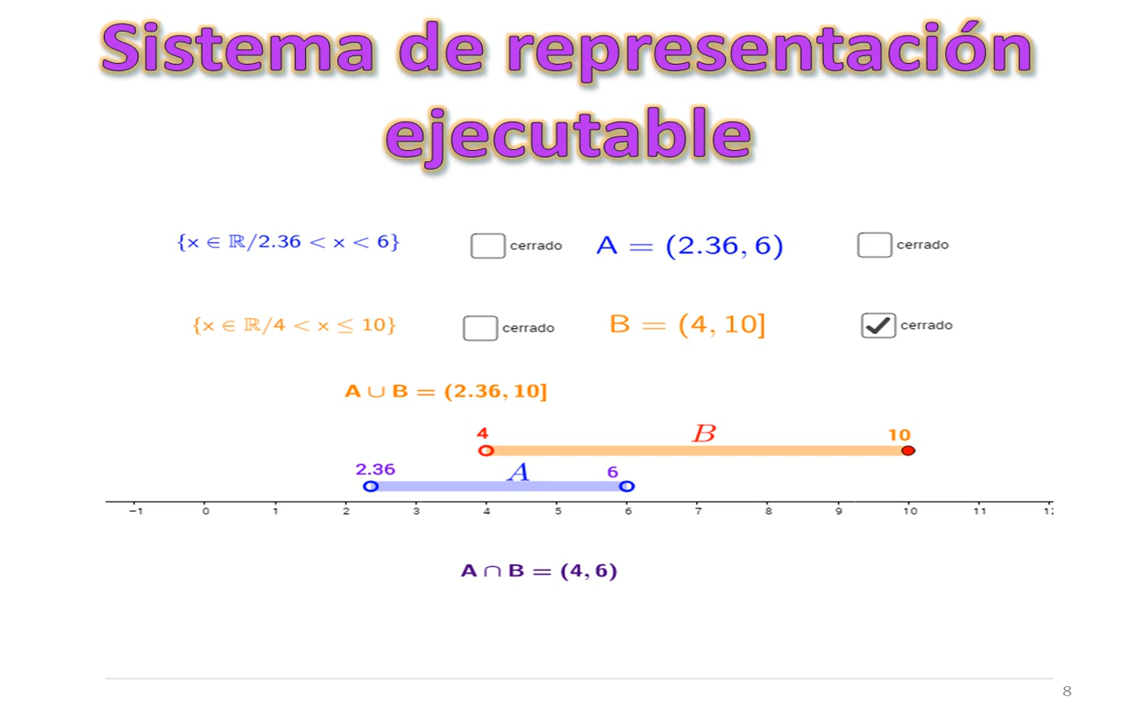 Sistema de representación
ejecutable
{x ∈ ℝ/2.36 < x < 6} cerrado A = (2.36, 6) cerrado
{x ∈ ℝ/4 < x ≤ 10} cerrado B = (4, 10] cerrado
A ∪ B = (2.36, 10]
4 B 10
2.36 A 6
−1 0 1 2 3 4 5 6 7 8 9 10 11
A ∩ B = (4, 6)
8